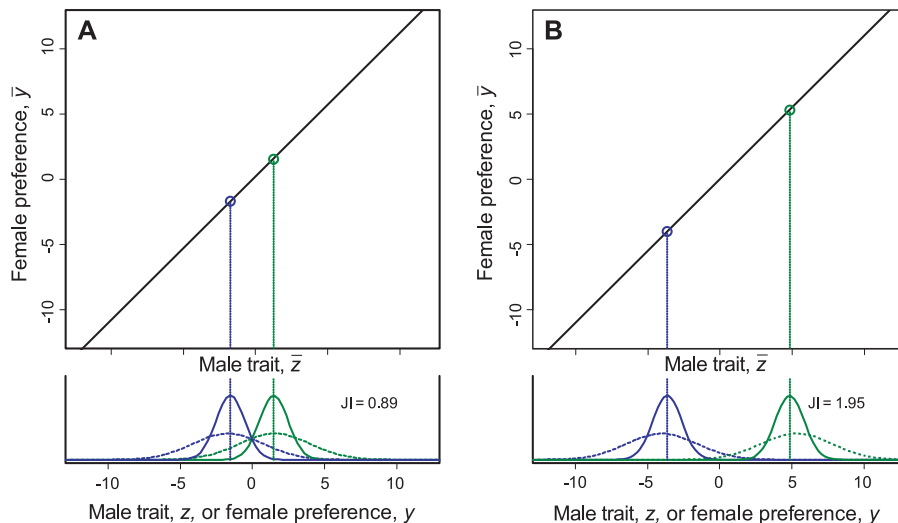 A
Female preference, y̅
10
5
0
-5
-10
Male trait, z̅
JI = 0.89
-10 -5 0 5 10
Male trait, z, or female preference, y
B
Female preference, y̅
10
5
0
-5
-10
Male trait, z̅
JI = 1.95
-10 -5 0 5 10
Male trait, z, or female preference, y